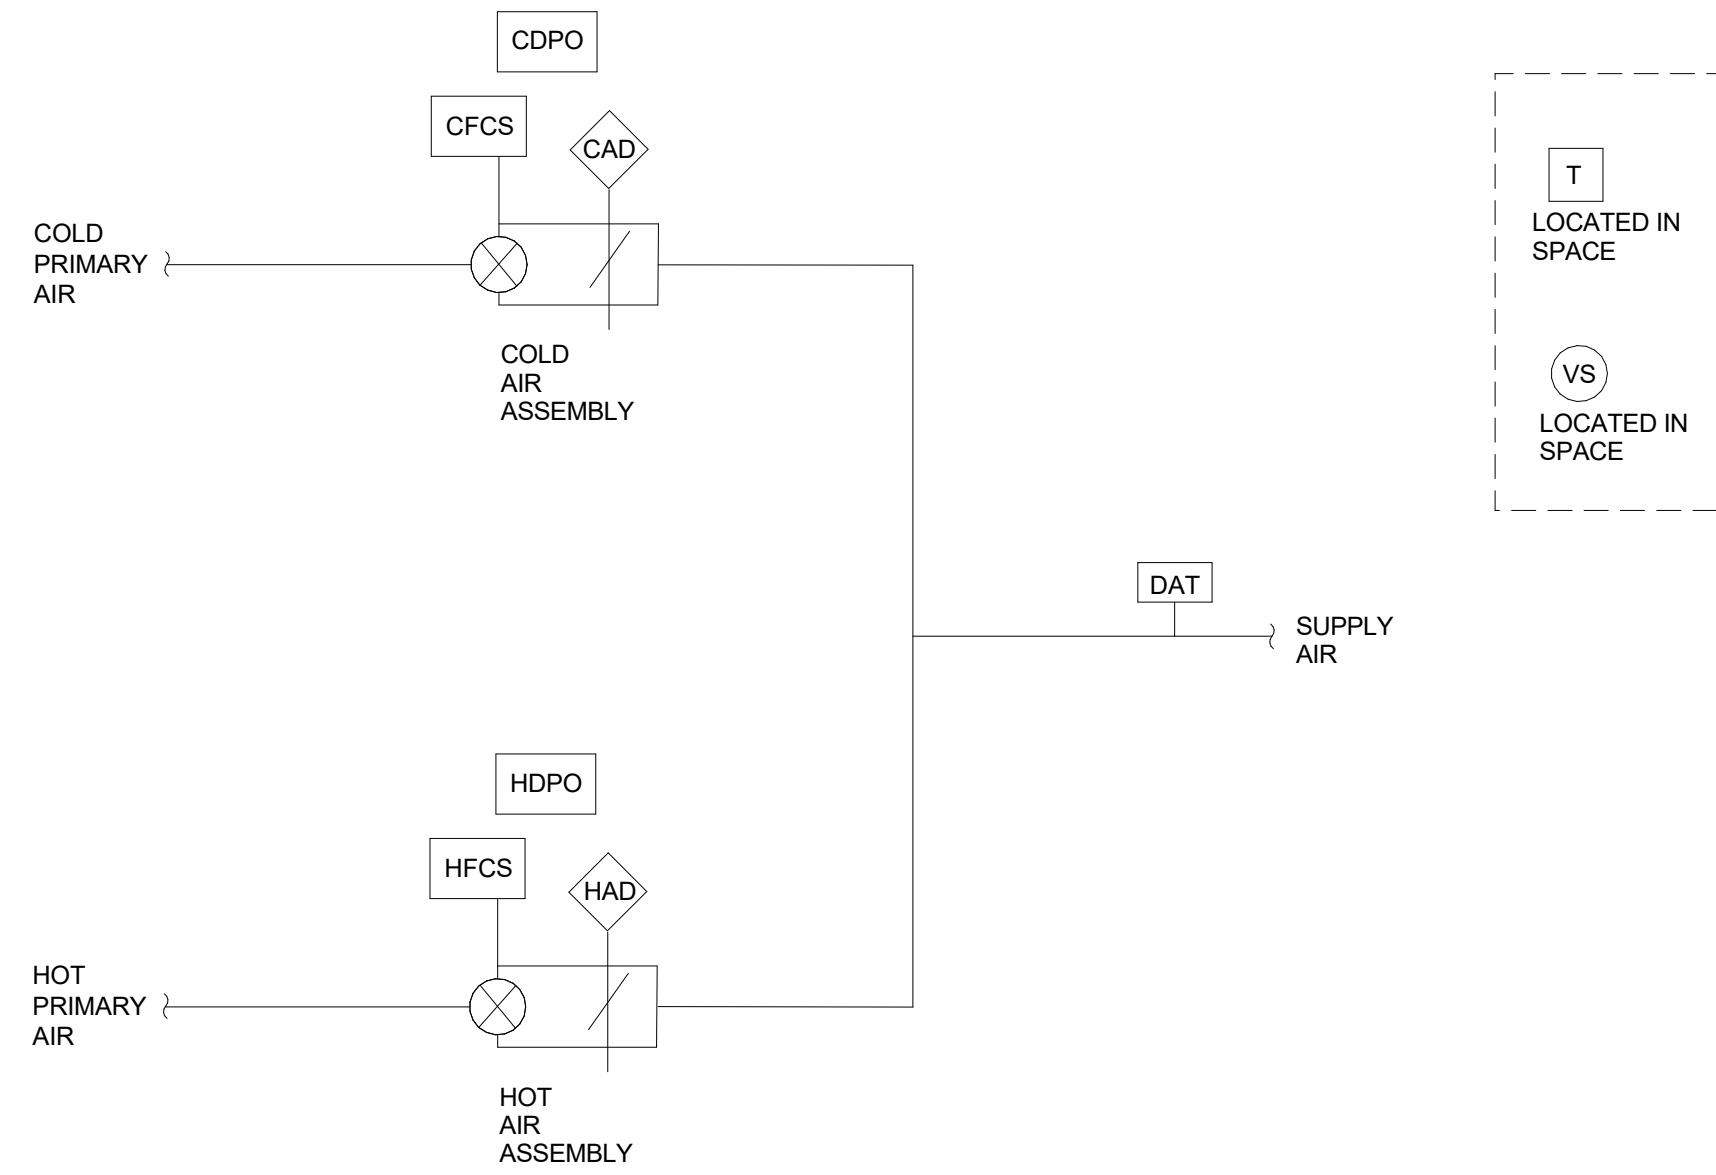 CDPO
CFCS
CAD
COLD
PRIMARY
AIR
COLD
AIR
ASSEMBLY
T
LOCATED IN
SPACE
VS
LOCATED IN
SPACE
DAT
SUPPLY
AIR
HDPO
HFCS
HAD
HOT
PRIMARY
AIR
HOT
AIR
ASSEMBLY